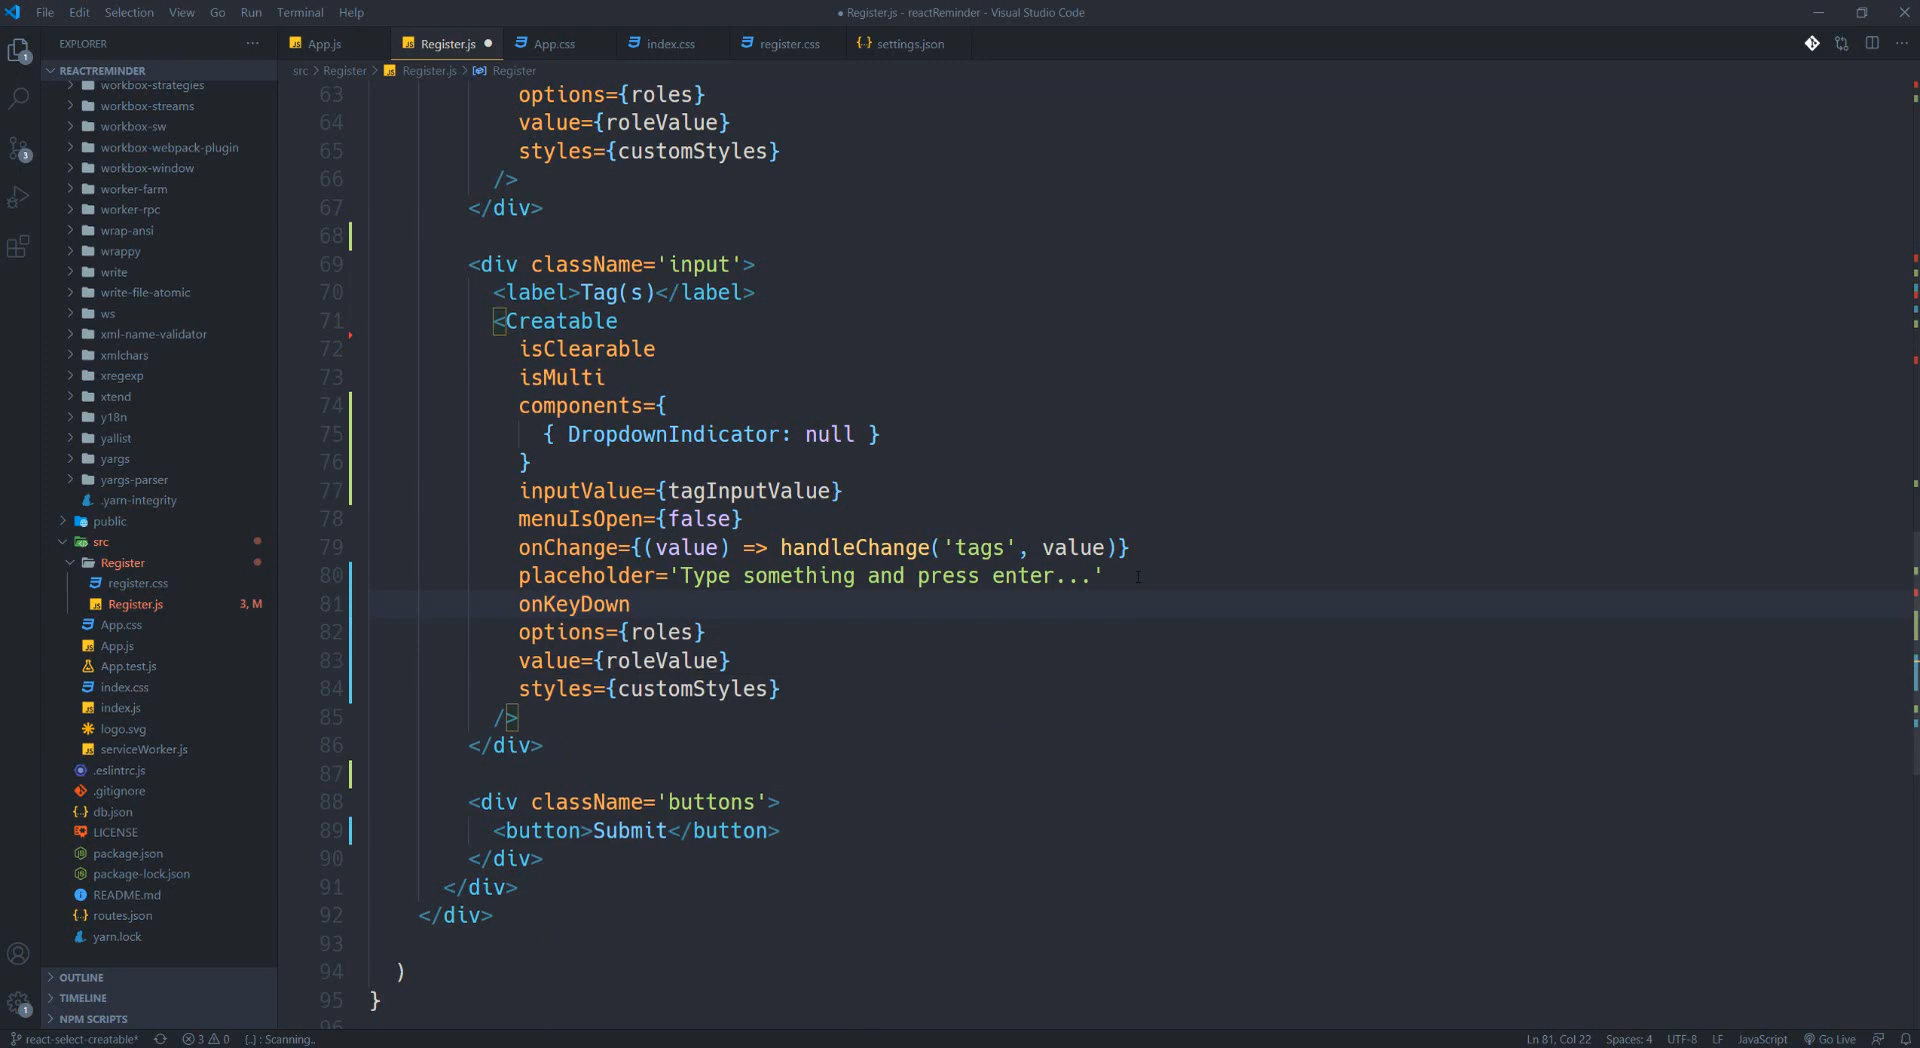 File Edit Selection View Go Run Terminal Help
● Register.js - reactReminder - Visual Studio Code
EXPLORER
App.js
Register.js
App.css
index.css
register.css
settings.json
REACTREMINDER
src > Register > Register.js > Register
workbox-strategies
workbox-streams
workbox-sw
workbox-webpack-plugin
workbox-window
worker-farm
worker-rpc
wrap-ansi
wrappy
write
write-file-atomic
ws
xml-name-validator
xmlchars
xregexp
xtend
y18n
yallist
yargs
yargs-parser
.yarn-integrity
public
src
Register
register.css
Register.js 3, M
App.css
App.js
App.test.js
index.css
index.js
logo.svg
serviceWorker.js
.eslintrc.js
.gitignore
db.json
LICENSE
package.json
package-lock.json
README.md
routes.json
yarn.lock
OUTLINE
TIMELINE
NPM SCRIPTS
63 options={roles}
64 value={roleValue}
65 styles={customStyles}
66 />
67 </div>
68
69 <div className='input'>
70 <label>Tag(s)</label>
71 <Creatable
72 isClearable
73 isMulti
74 components={
75 { DropdownIndicator: null }
76 }
77 inputValue={tagInputValue}
78 menuIsOpen={false}
79 onChange={(value) => handleChange('tags', value)}
80 placeholder='Type something and press enter...'
81 onKeyDown
82 options={roles}
83 value={roleValue}
84 styles={customStyles}
85 />
86 </div>
87
88 <div className='buttons'>
89 <button>Submit</button>
90 </div>
91 </div>
92 </div>
93
94 )
95 }
96
1
3
1
react-select-creatable* 3 0 {..} : Scanning..
Ln 81, Col 22 Spaces: 4 UTF-8 LF JavaScript Go Live